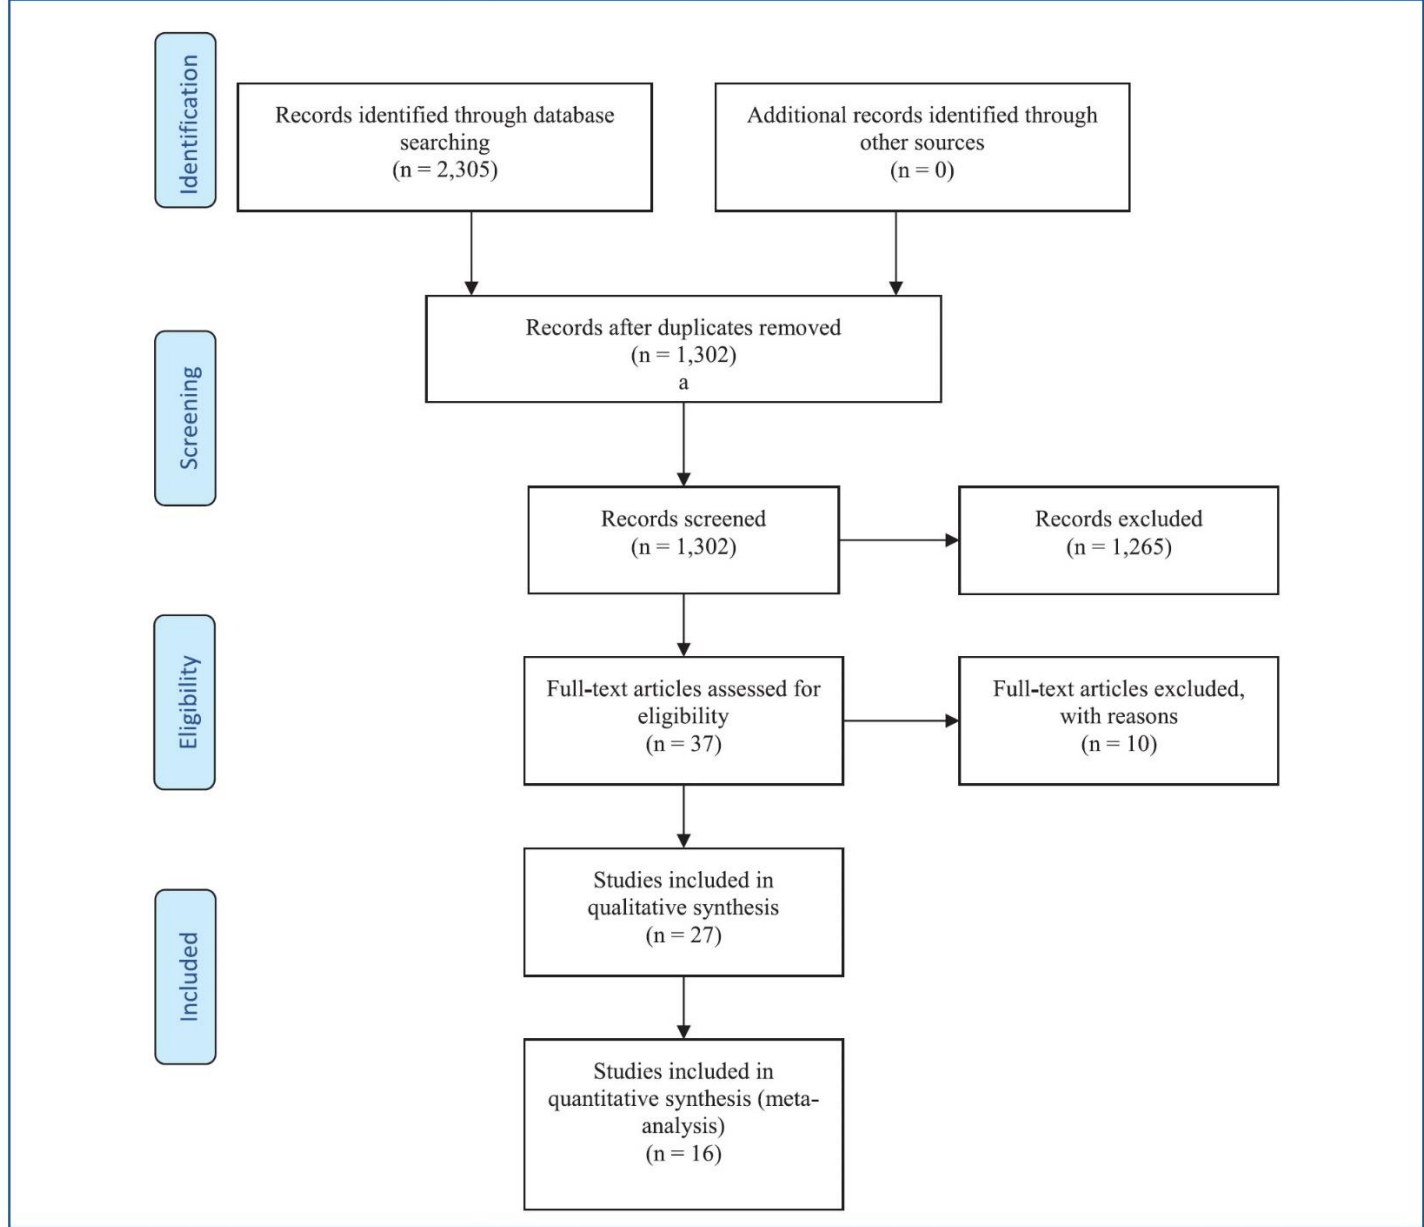 Identification
Records identified through database
searching
(n = 2,305)
Additional records identified through
other sources
(n = 0)
Screening
Records after duplicates removed
(n = 1,302)
a
Records screened
(n = 1,302)
Records excluded
(n = 1,265)
Eligibility
Full-text articles assessed for
eligibility
(n = 37)
Full-text articles excluded,
with reasons
(n = 10)
Included
Studies included in
qualitative synthesis
(n = 27)
Studies included in
quantitative synthesis (meta-
analysis)
(n = 16)